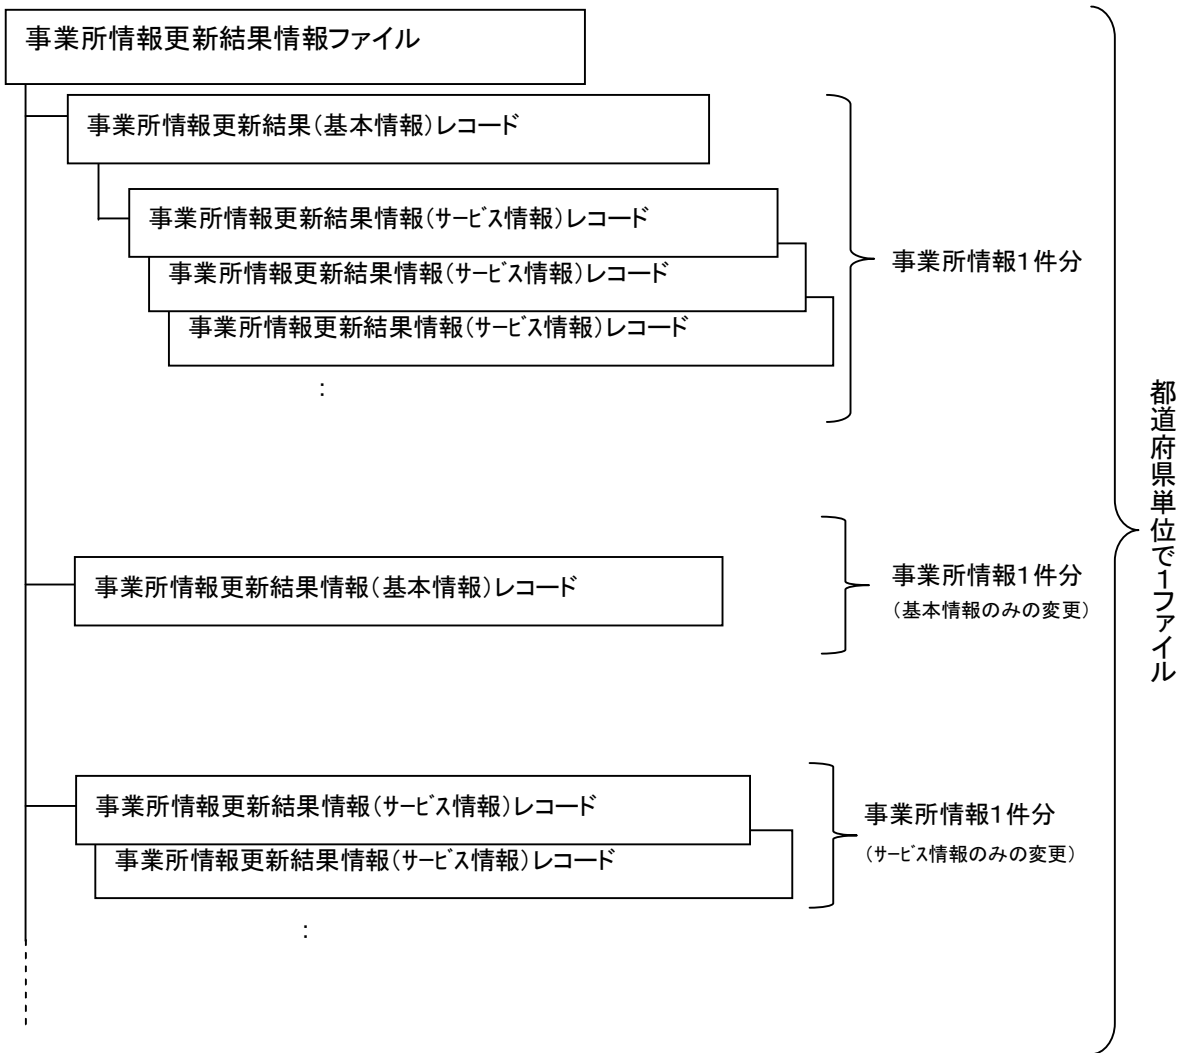 事業所情報更新結果情報ファイル
事業所情報更新結果(基本情報)レコード
事業所情報更新結果情報(ｻｰﾋﾞｽ情報)レコード
事業所情報更新結果情報(ｻｰﾋﾞｽ情報)レコード
事業所情報更新結果情報(ｻｰﾋﾞｽ情報)レコード
:
事業所情報1件分
事業所情報更新結果情報(基本情報)レコード
事業所情報1件分
(基本情報のみの変更)
事業所情報更新結果情報(ｻｰﾋﾞｽ情報)レコード
事業所情報更新結果情報(ｻｰﾋﾞｽ情報)レコード
:
事業所情報1件分
(ｻｰﾋﾞｽ情報のみの変更)
都道府県単位で1ファイル